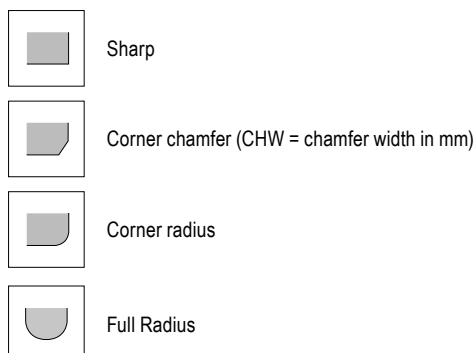 Sharp
Corner chamfer (CHW = chamfer width in mm)
Corner radius
Full Radius